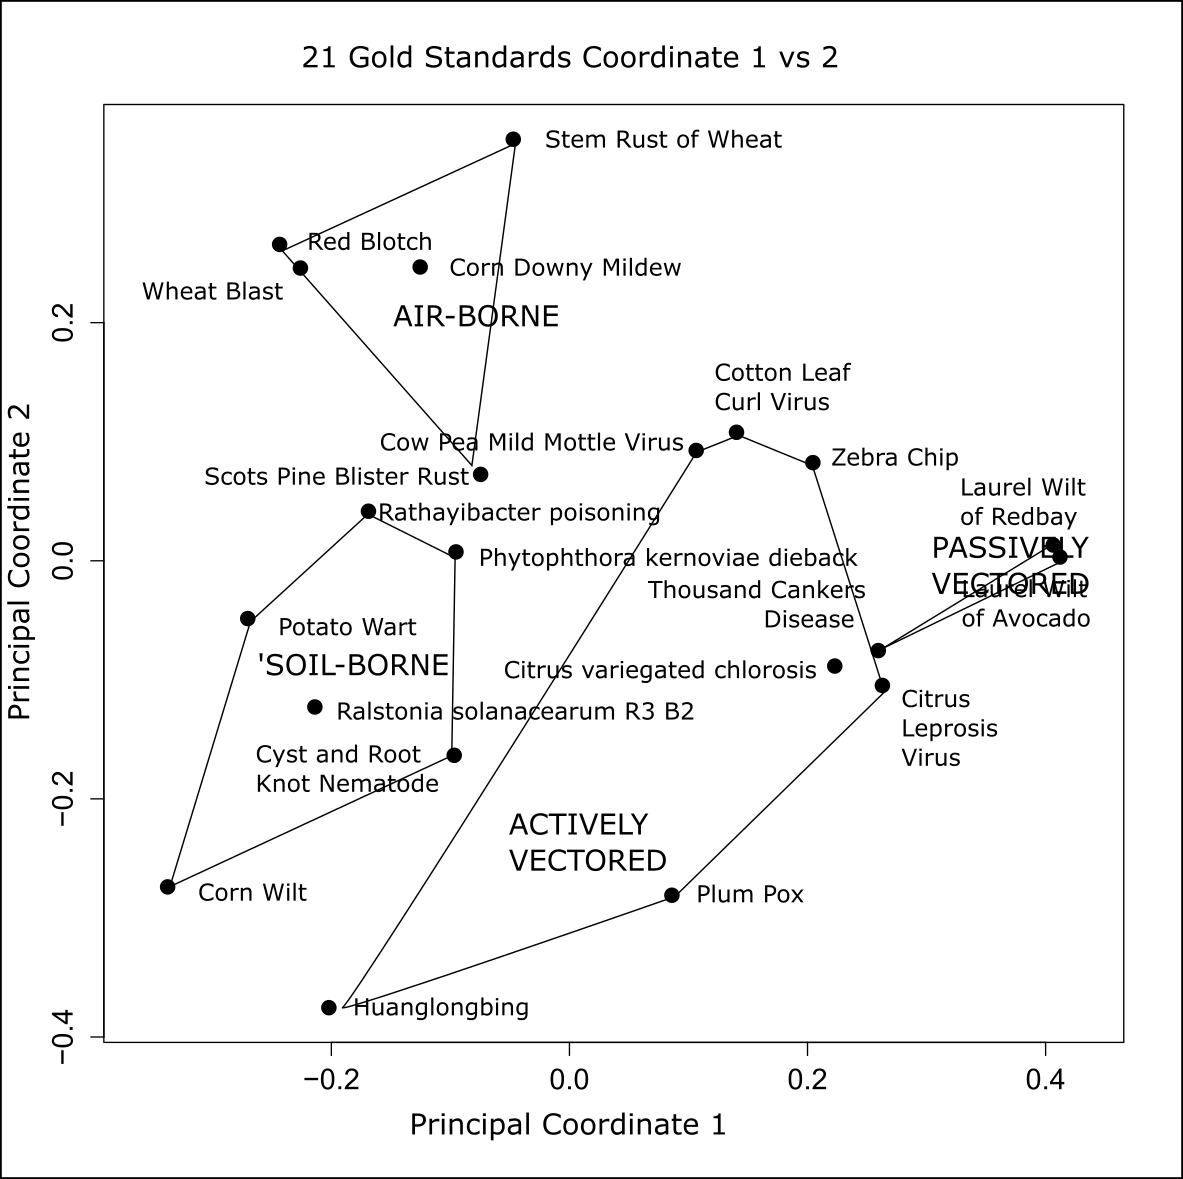 21 Gold Standards Coordinate 1 vs 2
Stem Rust of Wheat
Red Blotch
Corn Downy Mildew
Wheat Blast
AIR-BORNE
0.2
Cotton Leaf
Curl Virus
Cow Pea Mild Mottle Virus
Zebra Chip
Scots Pine Blister Rust
Laurel Wilt
of Redbay
Rathayibacter poisoning
PASSIVELY
VECTORED
Phytophthora kernoviae dieback
0.0
Thousand Cankers
Disease
Laurel Wilt
of Avocado
Potato Wart
'SOIL-BORNE
Citrus variegated chlorosis
Citrus
Leprosis
Virus
Ralstonia solanacearum R3 B2
Cyst and Root
Knot Nematode
−0.2
ACTIVELY
VECTORED
Corn Wilt
Plum Pox
Huanglongbing
−0.4
Principal Coordinate 2
−0.2 0.0 0.2 0.4
Principal Coordinate 1